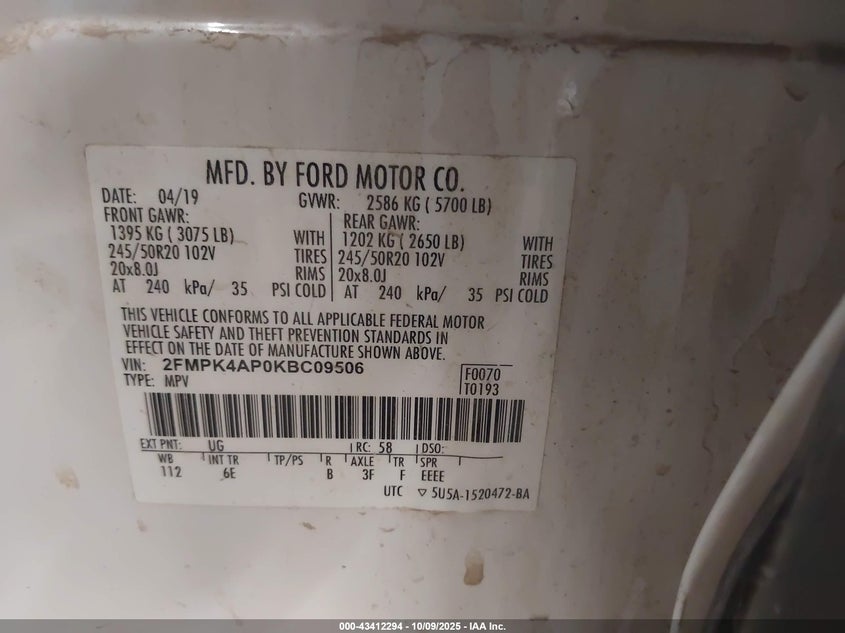 MFD. BY FORD MOTOR CO.
DATE: 04/19 GVWR: 2586 KG ( 5700 LB)
FRONT GAWR: REAR GAWR:
1395 KG ( 3075 LB) WITH 1202 KG ( 2650 LB) WITH
245/50R20 102V TIRES 245/50R20 102V TIRES
20x8.0J RIMS 20x8.0J RIMS
AT 240 kPa/ 35 PSI COLD AT 240 kPa/ 35 PSI COLD
THIS VEHICLE CONFORMS TO ALL APPLICABLE FEDERAL MOTOR
VEHICLE SAFETY AND THEFT PREVENTION STANDARDS IN
EFFECT ON THE DATE OF MANUFACTURE SHOWN ABOVE.
VIN: 2FMPK4AP0KBC09506 F0070
TYPE: MPV T0193
EXT PNT: UG RC: 58 DSO:
WB INT TR TP/PS R AXLE TR SPR
112 6E B 3F F EEEE
UTC ▽ 5U5A-1520472-BA
000-43412294 - 10/09/2025 - IAA Inc.